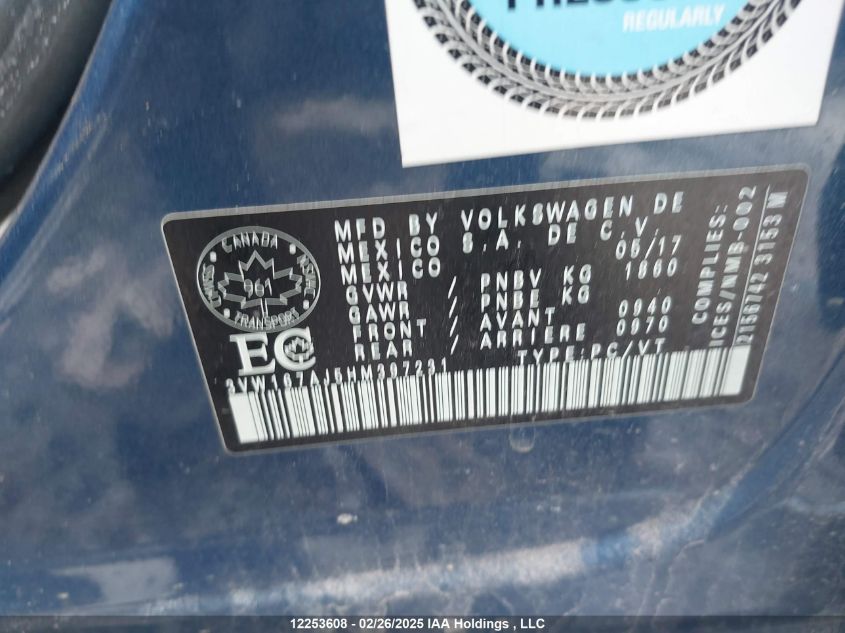 REGULARLY
CANADA
061
TRANSPORT
EC
MFD BY VOLKSWAGEN DE
MEXICO S.A. DE C.V.
MEXICO 05/17
GVWR / PNBV KG 1860
GAWR / PNBE KG
FRONT / AVANT 0940
REAR / ARRIERE 0970
TYPE:PC/VT
COMPLIES:
ICES/NMB-002
3VW167AJ5HM397231
12253608 - 02/26/2025 IAA Holdings , LLC